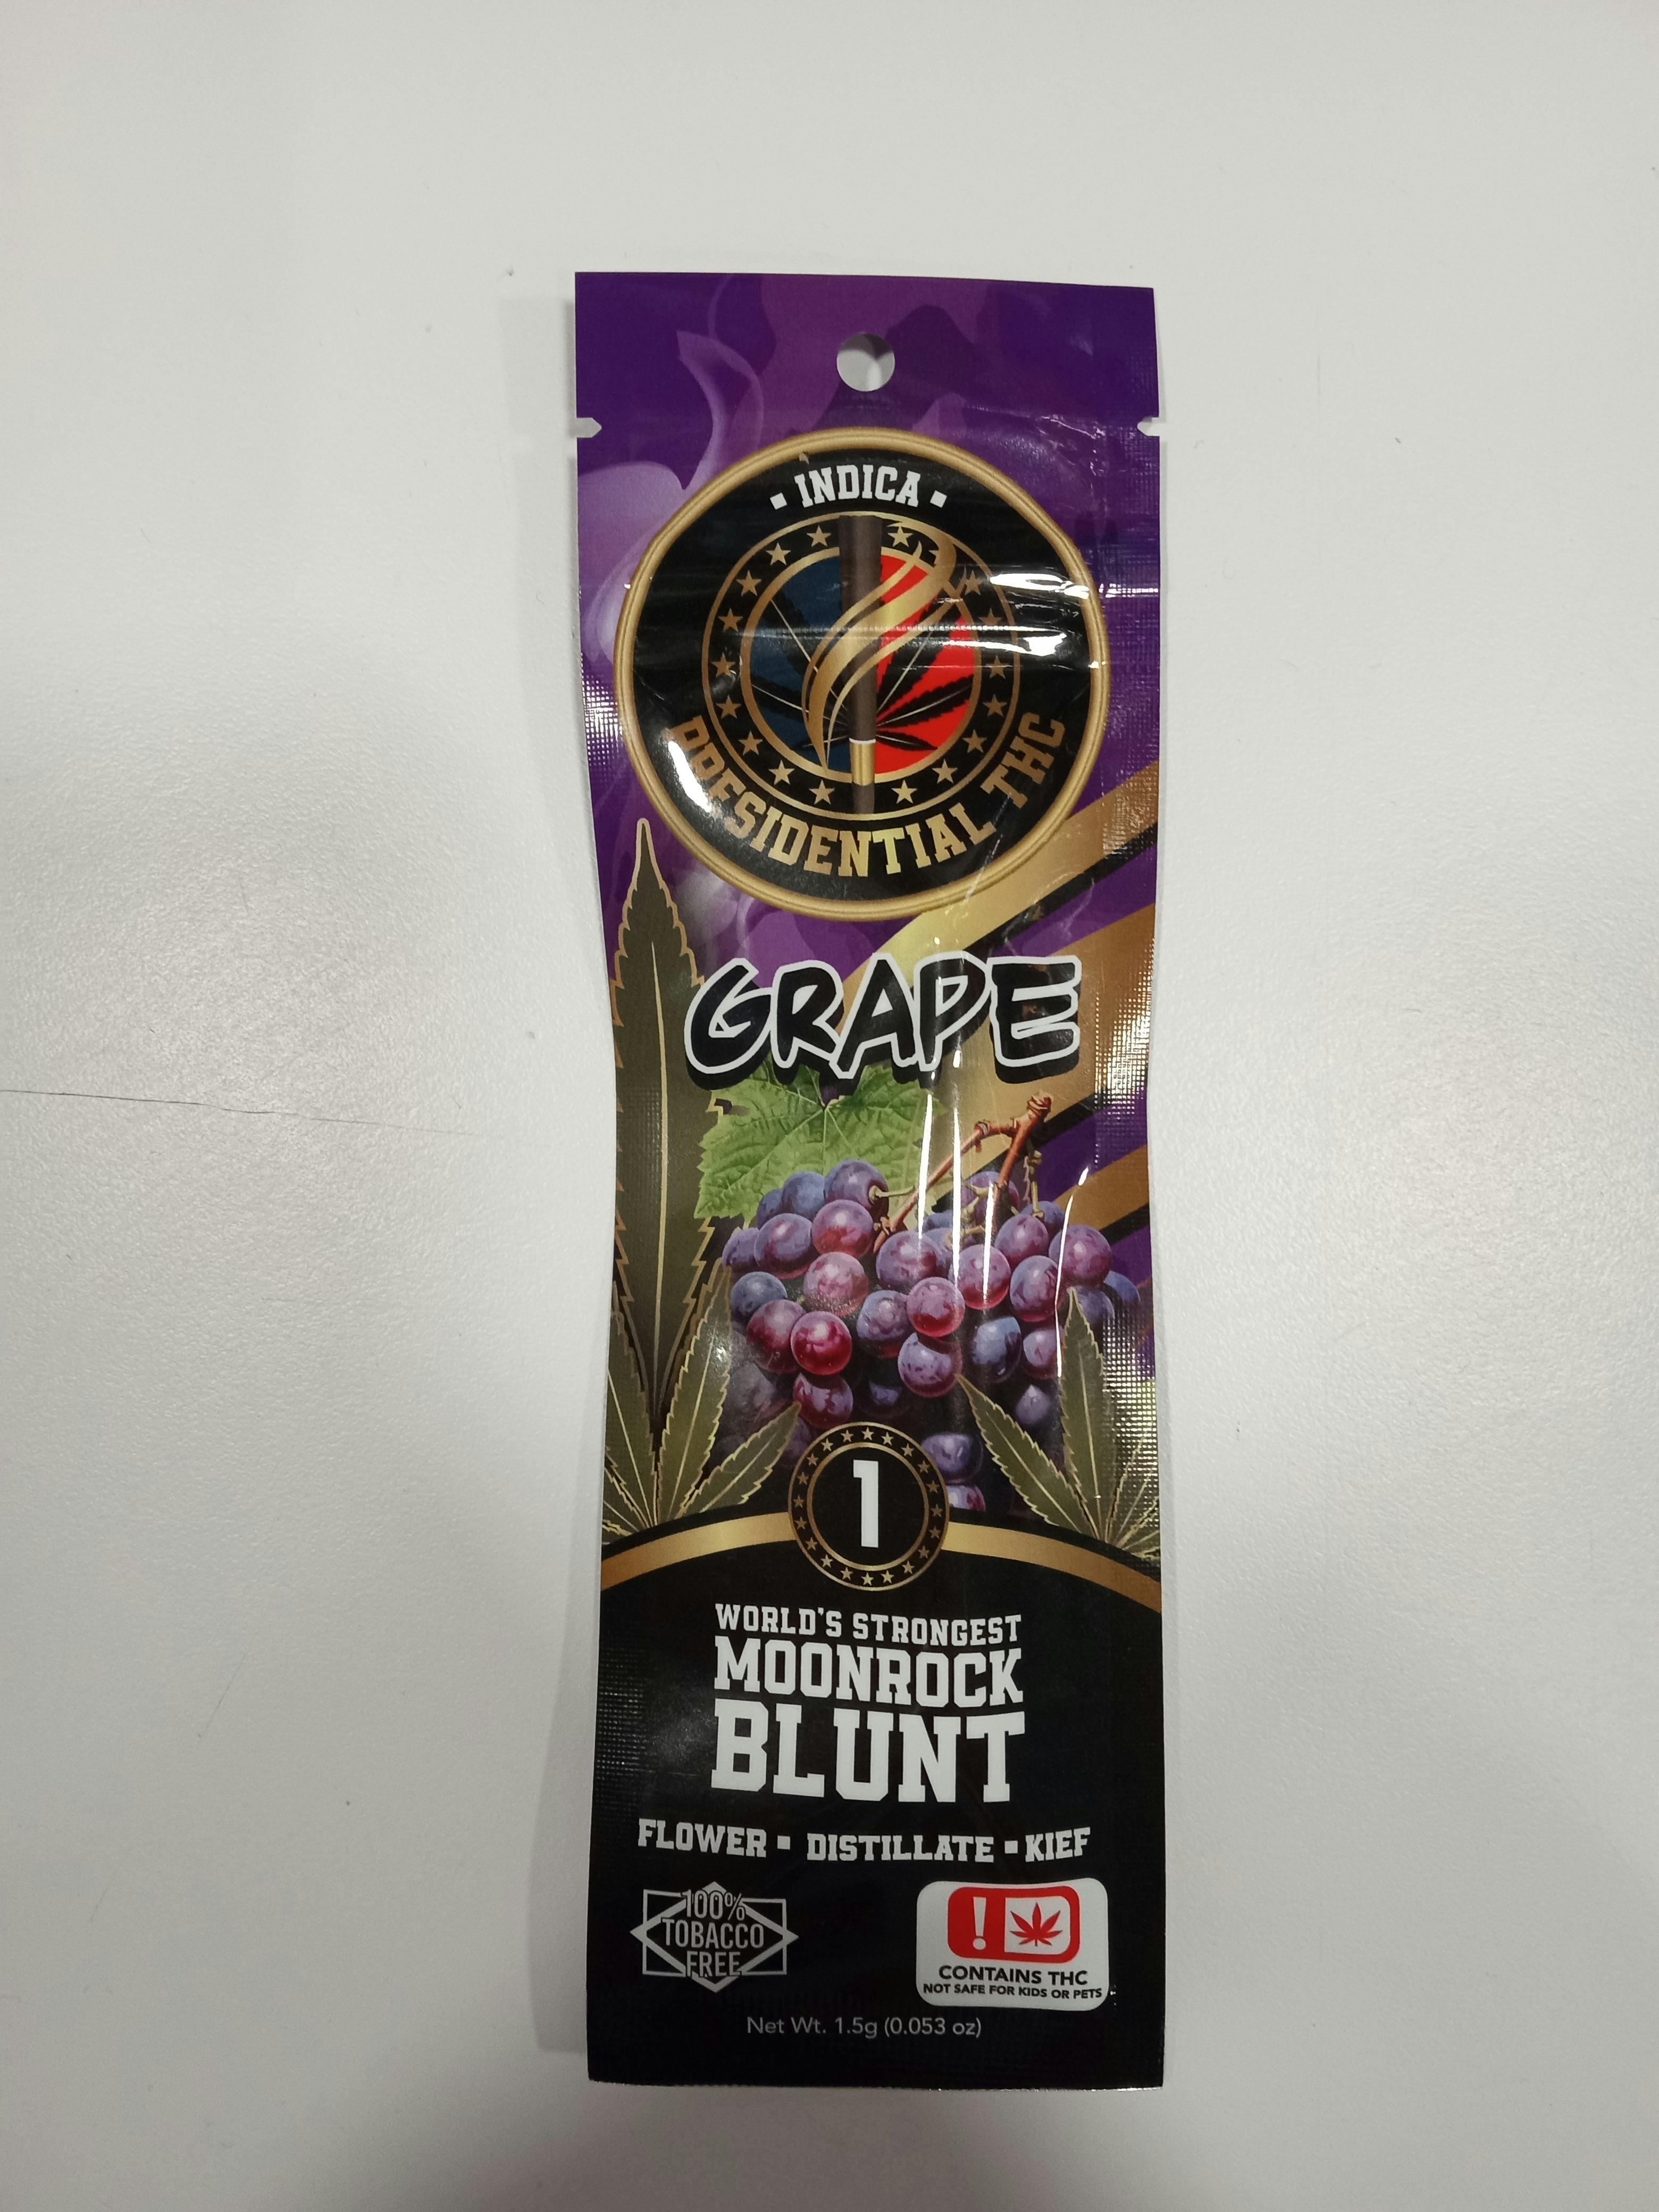 ▪ INDICA ▪
PRESIDENTIAL THC
GRAPE
1
WORLD'S STRONGEST
MOONROCK
BLUNT
FLOWER ▪ DISTILLATE ▪ KIEF
100%
TOBACCO
FREE
!
CONTAINS THC
NOT SAFE FOR KIDS OR PETS
Net Wt. 1.5g (0.053 oz)